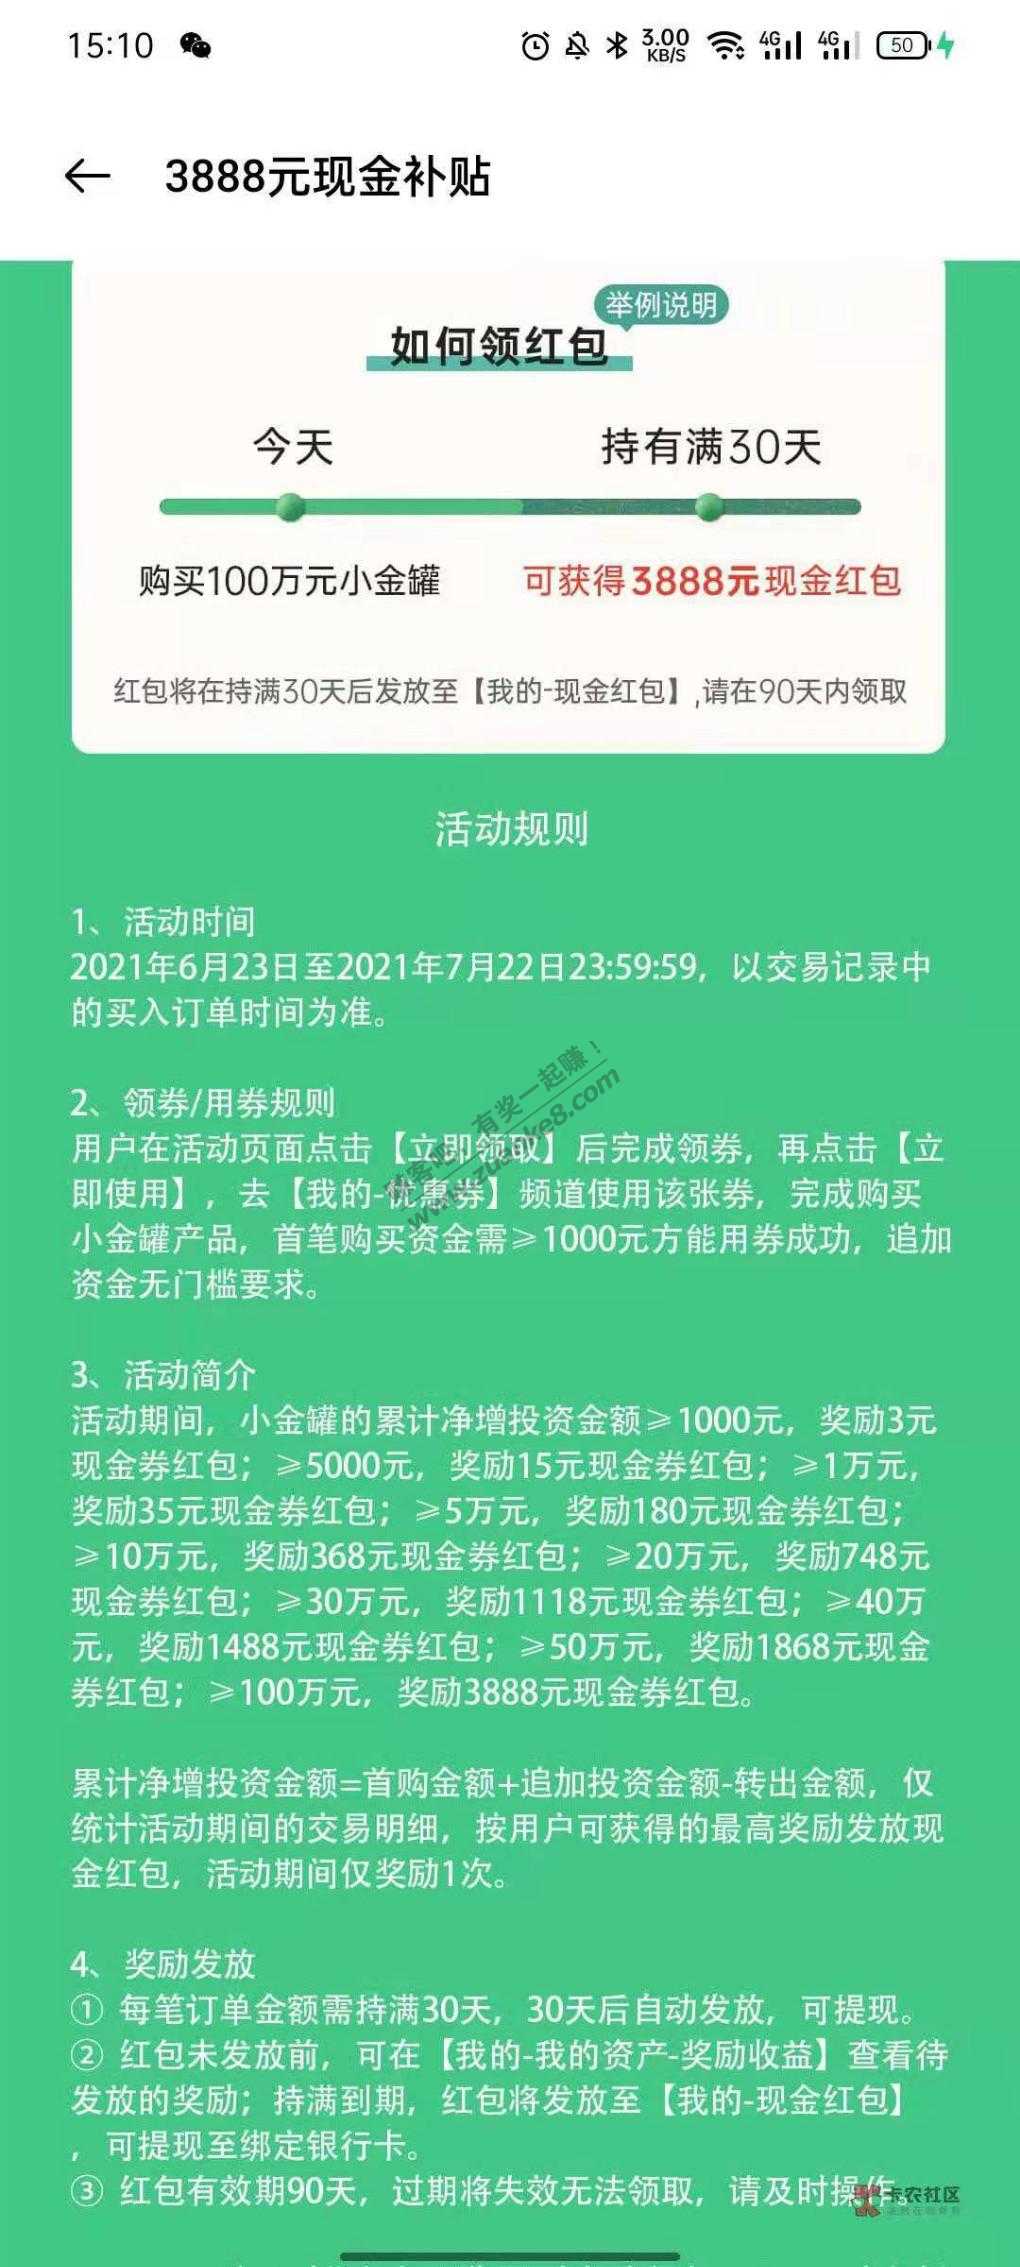 15:10
3.00 KB/S 4G 4G 50
3888元现金补贴
举例说明
如何领红包
今天 持有满30天
购买100万元小金罐 可获得3888元现金红包
红包将在持满30天后发放至【我的-现金红包】,请在90天内领取
活动规则
1、活动时间
2021年6月23日至2021年7月22日23:59:59，以交易记录中
的买入订单时间为准。
2、领券/用券规则
用户在活动页面点击【立即领取】后完成领券，再点击【立
即使用】，去【我的-优惠券】频道使用该张券，完成购买
小金罐产品，首笔购买资金需≥1000元方能用券成功，追加
资金无门槛要求。
赚客吧，有奖一起赚！
www.zuanke8.com
3、活动简介
活动期间，小金罐的累计净增投资金额≥1000元，奖励3元
现金券红包；≥5000元，奖励15元现金券红包；≥1万元，
奖励35元现金券红包；≥5万元，奖励180元现金券红包；
≥10万元，奖励368元现金券红包；≥20万元，奖励748元
现金券红包；≥30万元，奖励1118元现金券红包；≥40万
元，奖励1488元现金券红包；≥50万元，奖励1868元现金
券红包；≥100万元，奖励3888元现金券红包。
累计净增投资金额=首购金额+追加投资金额-转出金额，仅
统计活动期间的交易明细，按用户可获得的最高奖励发放现
金红包，活动期间仅奖励1次。
4、奖励发放
① 每笔订单金额需持满30天，30天后自动发放，可提现。
② 红包未发放前，可在【我的-我的资产-奖励收益】查看待
发放的奖励；持满到期，红包将发放至【我的-现金红包】
，可提现至绑定银行卡。
③ 红包有效期90天，过期将失效无法领取，请及时操作。
卡农社区